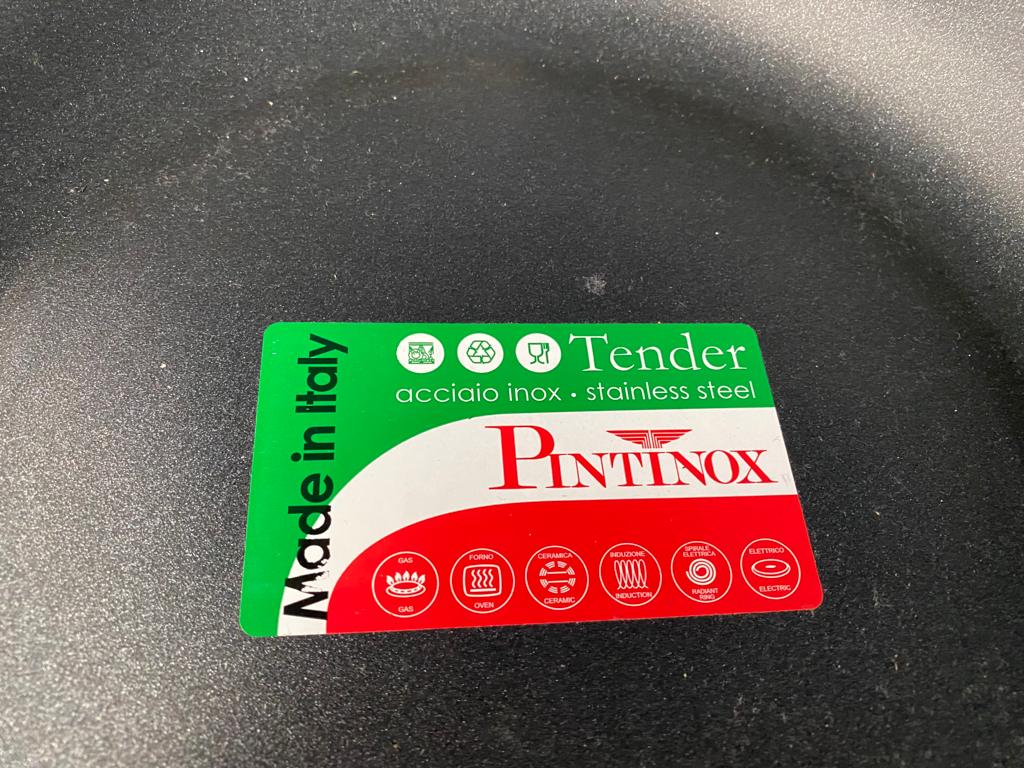 Made in Italy
Tender
acciaio inox • stainless steel
PINTINOX
GAS
GAS
FORNO
OVEN
CERAMICA
CERAMIC
INDUZIONE
INDUCTION
SPIRALE
ELETTRICA
RADIANT
RING
ELETTRICO
ELECTRIC